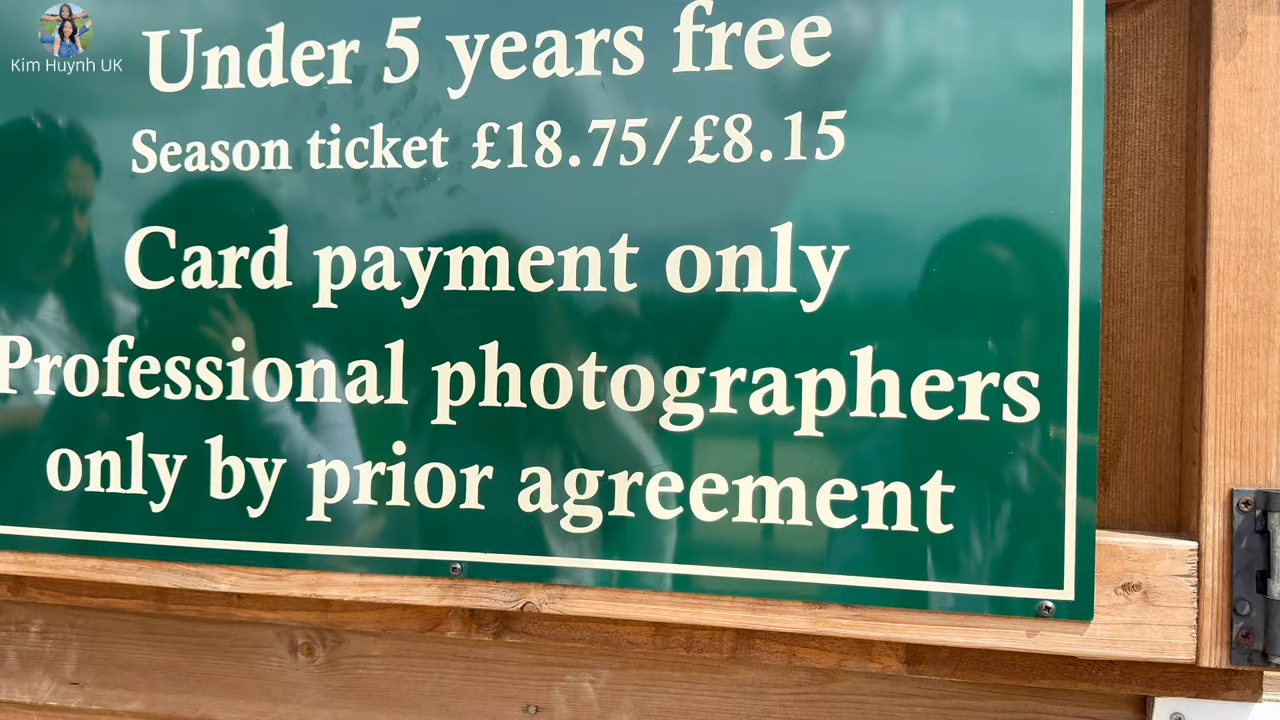 Kim Huynh UK
Under 5 years free
Season ticket £18.75/£8.15
Card payment only
Professional photographers
only by prior agreement